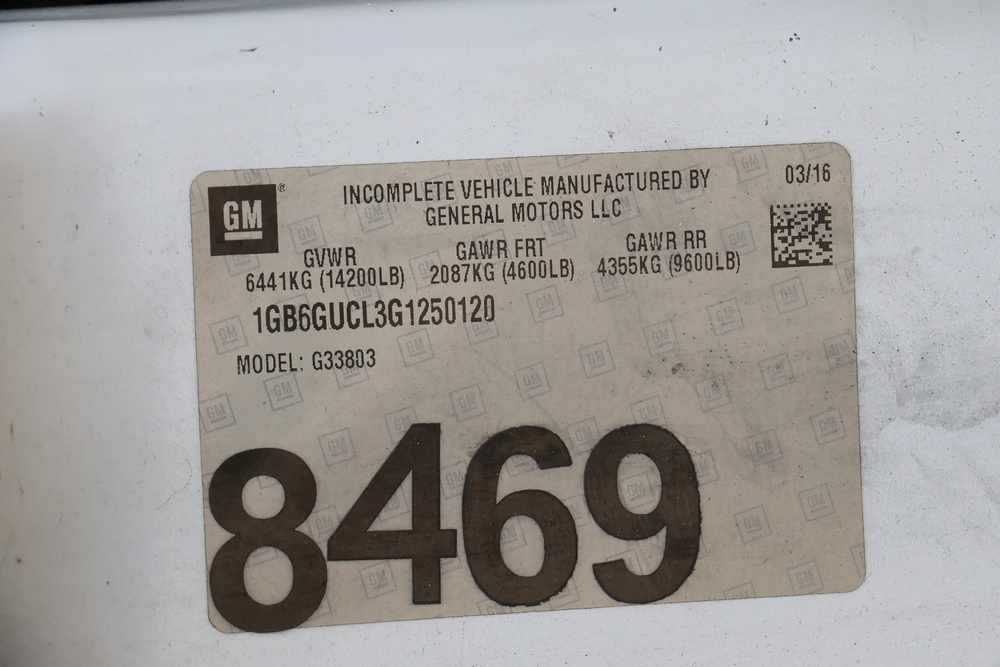 GM®
INCOMPLETE VEHICLE MANUFACTURED BY
GENERAL MOTORS LLC
03/16
GVWR
6441KG (14200LB)
GAWR FRT
2087KG (4600LB)
GAWR RR
4355KG (9600LB)
1GB6GUCL3G1250120
MODEL: G33803
8469